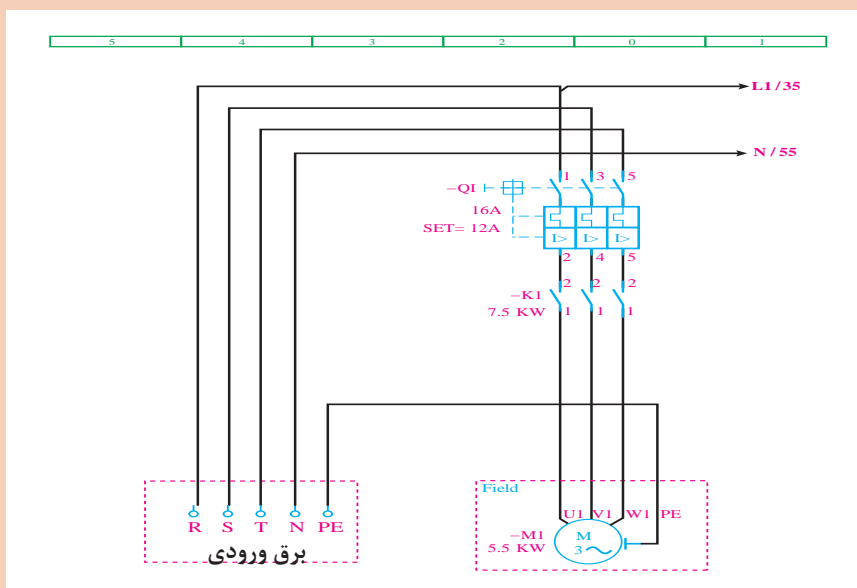 5 4 3 2 0 1
L1/35
N/55
1 3 5
-QI
16A
SET= 12A
I> I> I>
2 4 5
2 2 2
-K1
7.5 KW
1 1 1
Field
U1 V1 W1 PE
R S T N PE
برق ورودی
-M1
5.5 KW
M
3